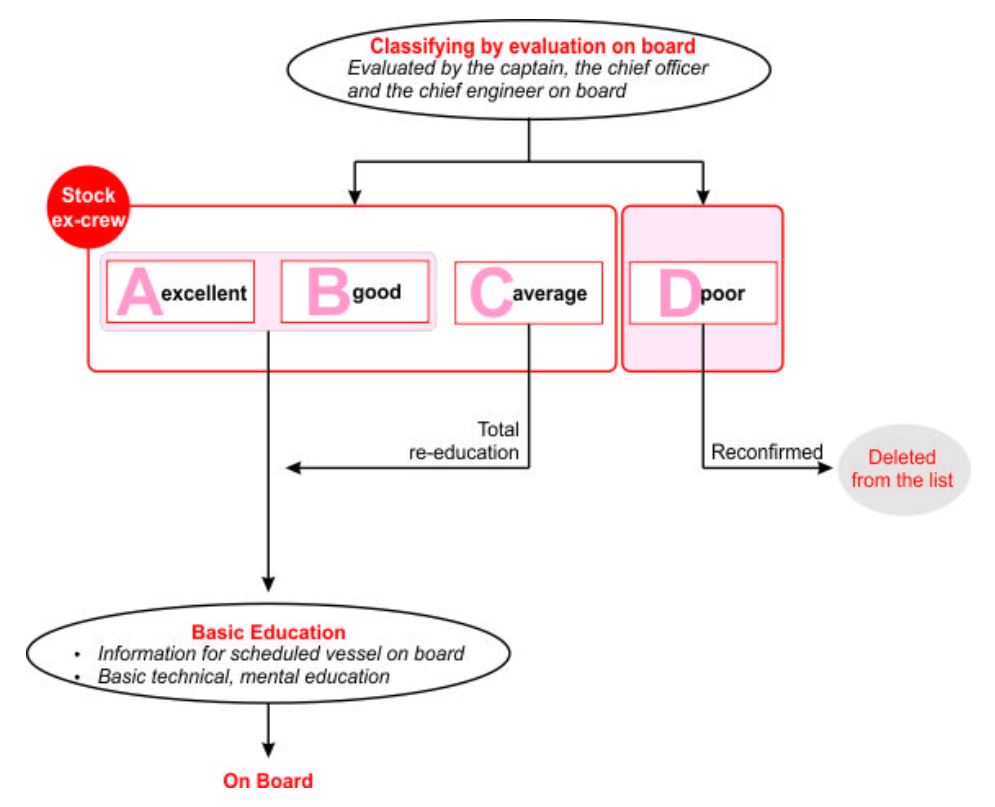 Classifying by evaluation on board
Evaluated by the captain, the chief officer
and the chief engineer on board
Stock
ex-crew
A excellent
B good
C average
D poor
Total
re-education
Reconfirmed
Deleted
from the list
Basic Education
• Information for scheduled vessel on board
• Basic technical, mental education
On Board